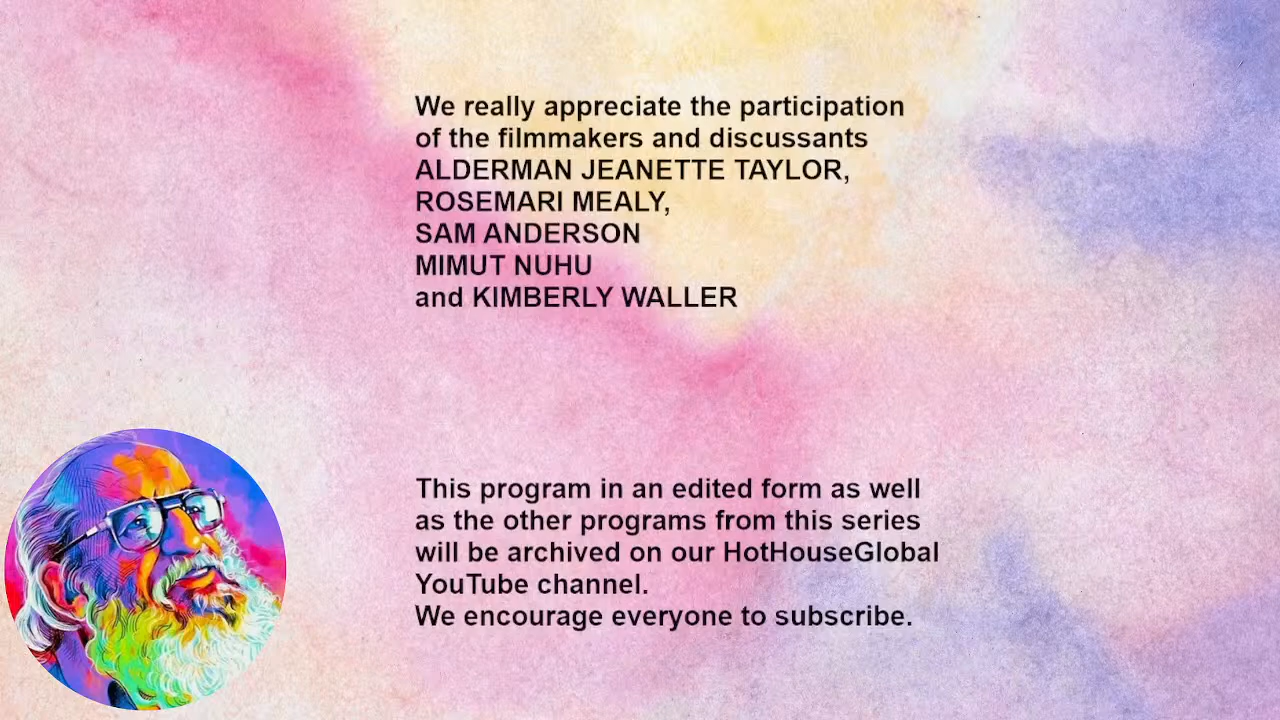 We really appreciate the participation
of the filmmakers and discussants
ALDERMAN JEANETTE TAYLOR,
ROSEMARI MEALY,
SAM ANDERSON
MIMUT NUHU
and KIMBERLY WALLER
This program in an edited form as well
as the other programs from this series
will be archived on our HotHouseGlobal
YouTube channel.
We encourage everyone to subscribe.